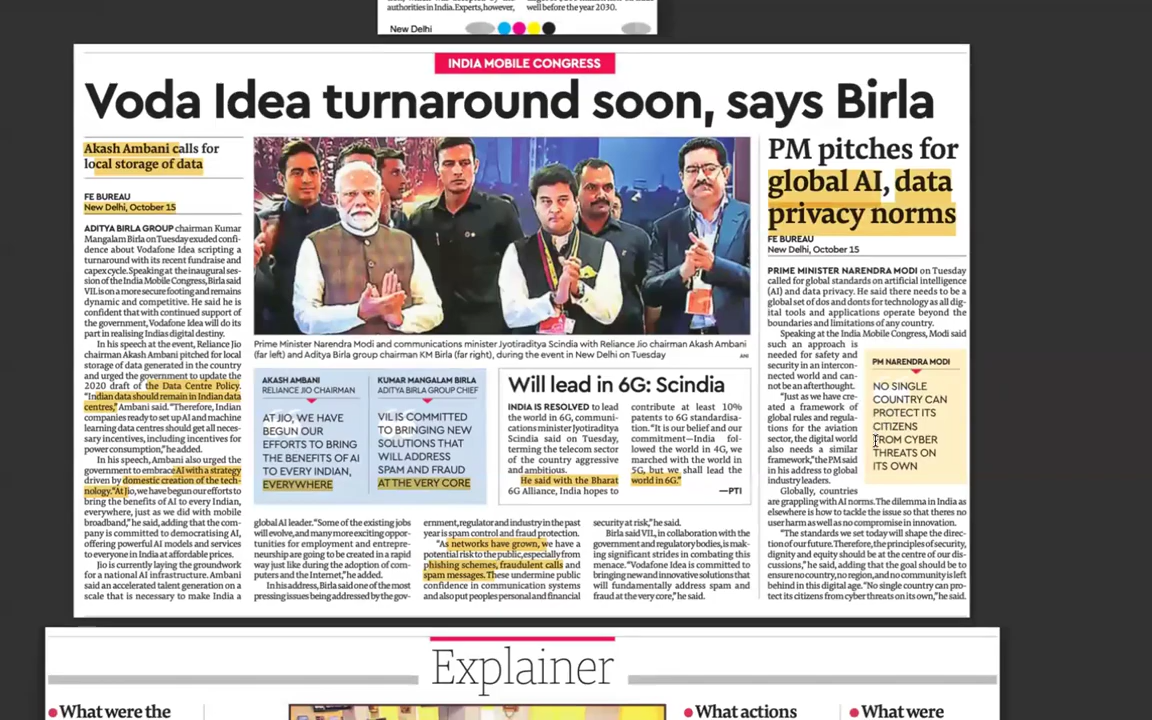 authorities in India. Experts, however,
well before the year 2030.
New Delhi
INDIA MOBILE CONGRESS
Voda Idea turnaround soon, says Birla
Akash Ambani calls for
local storage of data
FE BUREAU
New Delhi, October 15
ADITYA BIRLA GROUP chairman Kumar
Mangalam Birla on Tuesday exuded confi-
dence about Vodafone Idea scripting a
turnaround with its recent fundraise and
capex cycle. Speaking at the inaugural ses-
sion of the India Mobile Congress, Birla said
VIL is on a more secure footing and remains
dynamic and competitive. He said he is
confident that with continued support of
the government, Vodafone Idea will do its
part in realising Indias digital destiny.
In his speech at the event, Reliance Jio
chairman Akash Ambani pitched for local
storage of data generated in the country
and urged the government to update the
2020 draft of the Data Centre Policy.
"Indian data should remain in Indian data
centres," Ambani said. "Therefore, Indian
companies ready to set up AI and machine
learning data centres should get all neces-
sary incentives, including incentives for
power consumption," he added.
In his speech, Ambani also urged the
government to embrace AI with a strategy
driven by domestic creation of the tech-
nology. "At Jio, we have begun our efforts to
bring the benefits of AI to every Indian,
everywhere, just as we did with mobile
broadband," he said, adding that the com-
pany is committed to democratising AI,
offering powerful AI models and services
to everyone in India at affordable prices.
Jio is currently laying the groundwork
for a national AI infrastructure. Ambani
said an accelerated talent generation on a
scale that is necessary to make India a
Prime Minister Narendra Modi and communications minister Jyotiraditya Scindia with Reliance Jio chairman Akash Ambani
(far left) and Aditya Birla group chairman KM Birla (far right), during the event in New Delhi on Tuesday
ANI
AKASH AMBANI
RELIANCE JIO CHAIRMAN
AT JIO, WE HAVE
BEGUN OUR
EFFORTS TO BRING
THE BENEFITS OF AI
TO EVERY INDIAN,
EVERYWHERE
KUMAR MANGALAM BIRLA
ADITYA BIRLA GROUP CHIEF
VIL IS COMMITTED
TO BRINGING NEW
SOLUTIONS THAT
WILL ADDRESS
SPAM AND FRAUD
AT THE VERY CORE
Will lead in 6G: Scindia
INDIA IS RESOLVED to lead
the world in 6G, communi-
cations minister Jyotiraditya
Scindia said on Tuesday,
terming the telecom sector
of the country aggressive
and ambitious.
He said with the Bharat
6G Alliance, India hopes to
contribute at least 10%
patents to 6G standardisa-
tion. "It is our belief and our
commitment—India fol-
lowed the world in 4G, we
marched with the world in
5G, but we shall lead the
world in 6G."
—PTI
global AI leader. "Some of the existing jobs
will evolve, and many more exciting oppor-
tunities for employment and entrepre-
neurship are going to be created in a rapid
way just like during the adoption of com-
puters and the Internet," he added.
In his address, Birla said one of the most
pressing issues being addressed by the gov-
ernment, regulator and industry in the past
year is spam control and fraud protection.
"As networks have grown, we have a
potential risk to the public, especially from
phishing schemes, fraudulent calls and
spam messages. These undermine public
confidence in communication systems
and also put peoples personal and financial
security at risk," he said.
Birla said VIL, in collaboration with the
government and regulatory bodies, is mak-
ing significant strides in combating this
menace. "Vodafone Idea is committed to
bringing new and innovative solutions that
will fundamentally address spam and
fraud at the very core," he said.
PM pitches for
global AI, data
privacy norms
FE BUREAU
New Delhi, October 15
PRIME MINISTER NARENDRA MODI on Tuesday
called for global standards on artificial intelligence
(AI) and data privacy. He said there needs to be a
global set of dos and donts for technology as all dig-
ital tools and applications operate beyond the
boundaries and limitations of any country.
Speaking at the India Mobile Congress, Modi said
such an approach is
needed for safety and
security in an intercon-
nected world and can-
not be an afterthought.
"Just as we have cre-
ated a framework of
global rules and regula-
tions for the aviation
sector, the digital world
also needs a similar
framework," the PM said
in his address to global
industry leaders.
PM NARENDRA MODI
NO SINGLE
COUNTRY CAN
PROTECT ITS
CITIZENS
FROM CYBER
THREATS ON
ITS OWN
Globally, countries
are grappling with AI norms. The dilemma in India as
elsewhere is how to tackle the issue so that theres no
user harm as well as no compromise in innovation.
"The standards we set today will shape the direc-
tion of our future. Therefore, the principles of security,
dignity and equity should be at the centre of our dis-
cussions," he said, adding that the goal should be to
ensure no country, no region, and no community is left
behind in this digital age. "No single country can pro-
tect its citizens from cyber threats on its own," he said.
Explainer
What were the
What actions
What were